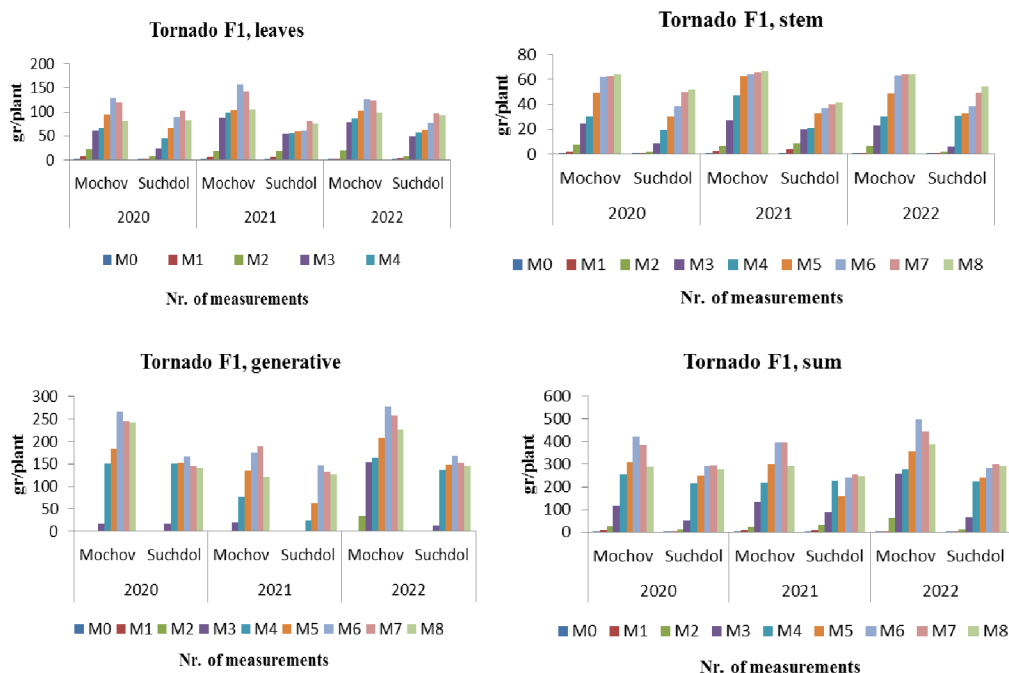 Tornado F1, leaves
gr/plant
200
150
100
50
0
Mochov Suchdol Mochov Suchdol Mochov Suchdol
2020 2021 2022
M0 M1 M2 M3 M4
Nr. of measurements
Tornado F1, stem
gr/plant
80
60
40
20
0
Mochov Suchdol Mochov Suchdol Mochov Suchdol
2020 2021 2022
M0 M1 M2 M3 M4 M5 M6 M7 M8
Nr. of measurements
Tornado F1, generative
gr/plant
300
250
200
150
100
50
0
Mochov Suchdol Mochov Suchdol Mochov Suchdol
2020 2021 2022
M0 M1 M2 M3 M4 M5 M6 M7 M8
Nr. of measurements
Tornado F1, sum
gr/plant
600
500
400
300
200
100
0
Mochov Suchdol Mochov Suchdol Mochov Suchdol
2020 2021 2022
M0 M1 M2 M3 M4 M5 M6 M7 M8
Nr. of measurements